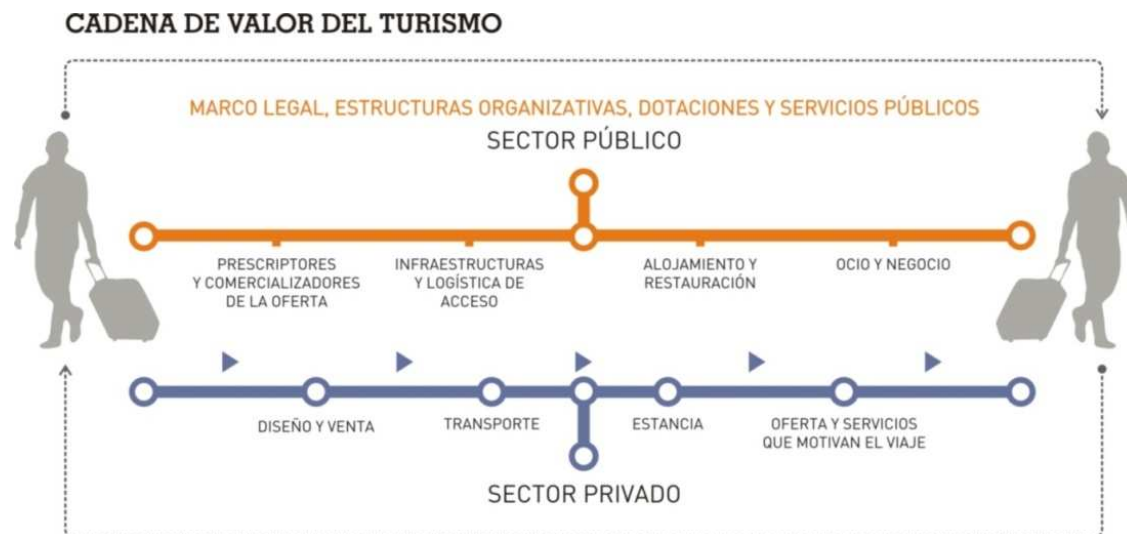 CADENA DE VALOR DEL TURISMO
MARCO LEGAL, ESTRUCTURAS ORGANIZATIVAS, DOTACIONES Y SERVICIOS PÚBLICOS
SECTOR PÚBLICO
PRESCRIPTORES
Y COMERCIALIZADORES
DE LA OFERTA
INFRAESTRUCTURAS
Y LOGÍSTICA DE
ACCESO
ALOJAMIENTO Y
RESTAURACIÓN
OCIO Y NEGOCIO
DISEÑO Y VENTA
TRANSPORTE
ESTANCIA
OFERTA Y SERVICIOS
QUE MOTIVAN EL VIAJE
SECTOR PRIVADO